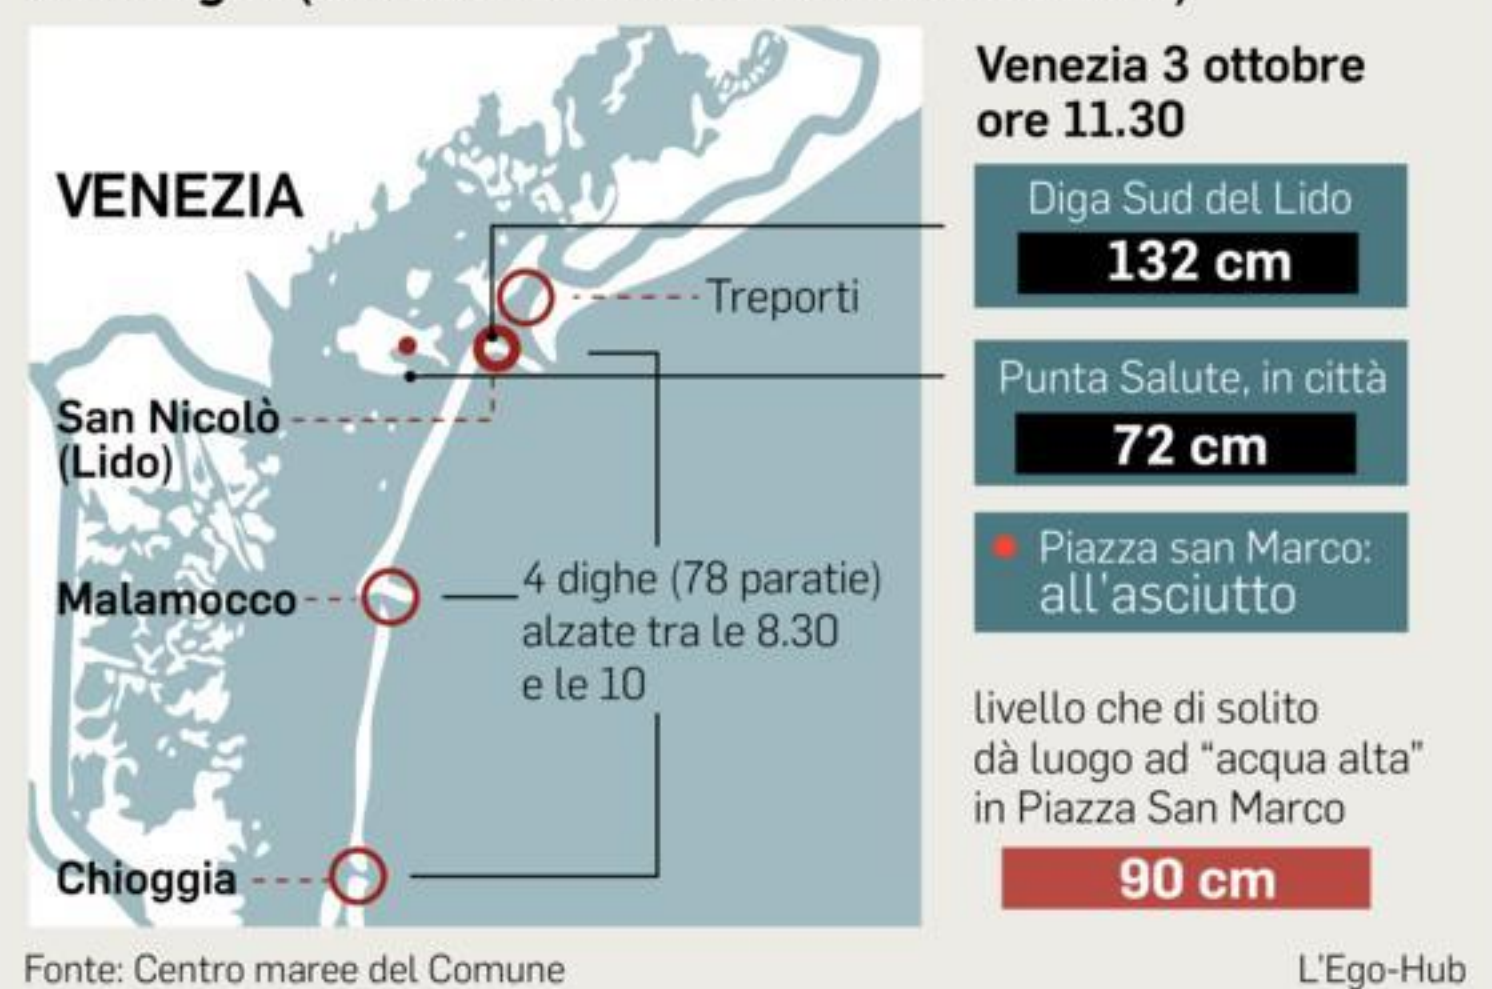 VENEZIA
Treporti
San Nicolò
(Lido)
Malamocco
4 dighe (78 paratie)
alzate tra le 8.30
e le 10
Chioggia
Venezia 3 ottobre
ore 11.30
Diga Sud del Lido
132 cm
Punta Salute, in città
72 cm
Piazza san Marco:
all'asciutto
livello che di solito
dà luogo ad “acqua alta”
in Piazza San Marco
90 cm
Fonte: Centro maree del Comune
L'Ego-Hub